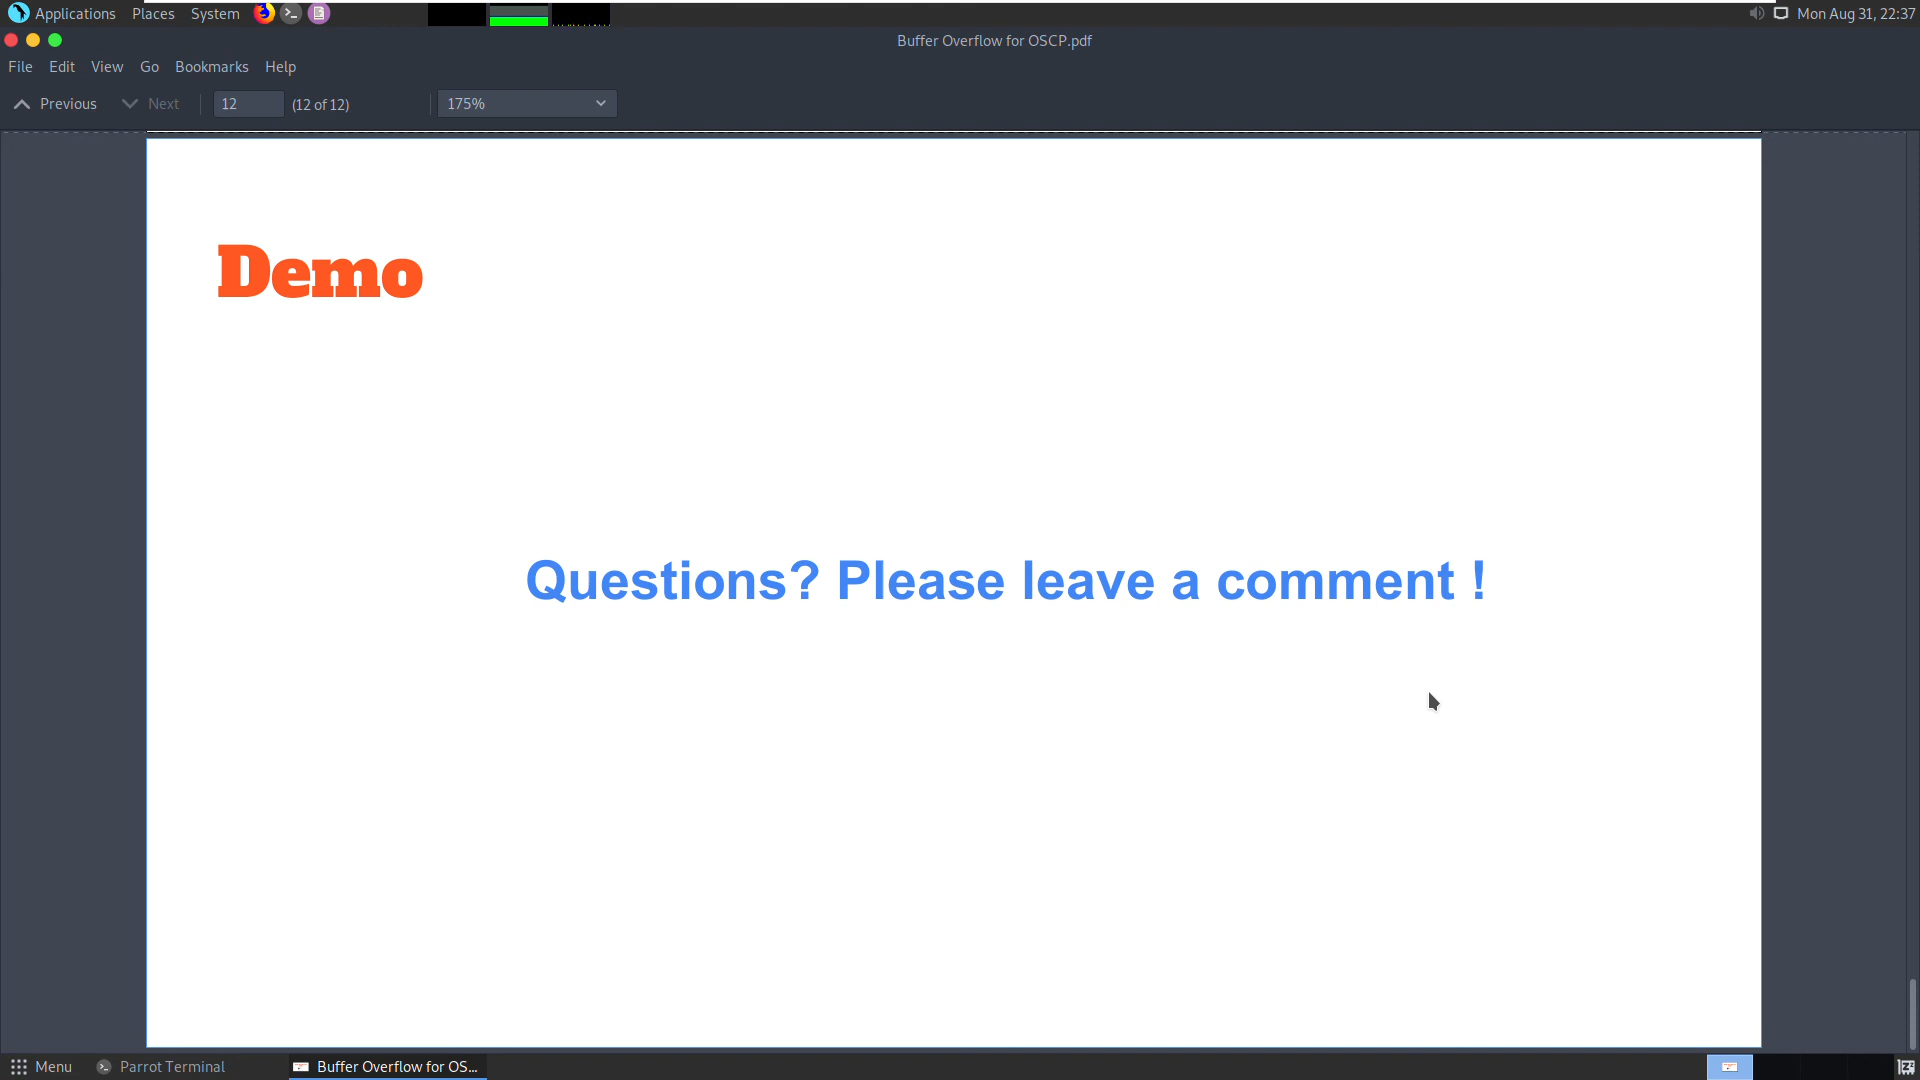 Applications Places System Mon Aug 31, 22:37
Buffer Overflow for OSCP.pdf
File Edit View Go Bookmarks Help
Previous Next 12 (12 of 12) 175%
Demo
Questions? Please leave a comment !
Menu Parrot Terminal Buffer Overflow for OS...